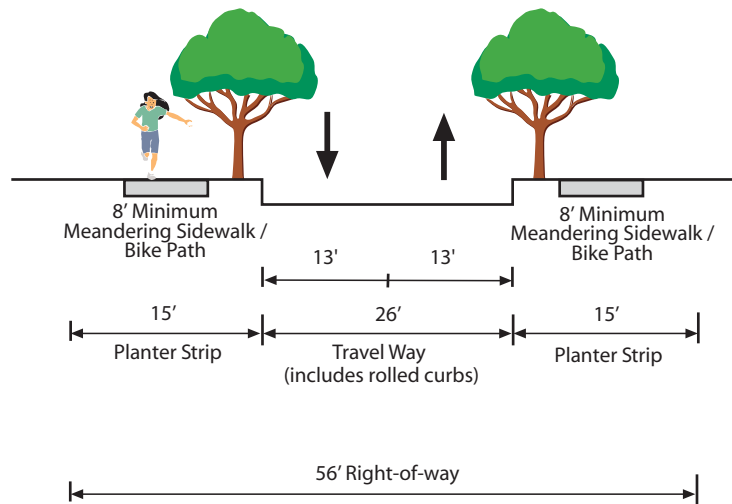 8’ Minimum
Meandering Sidewalk /
Bike Path
8’ Minimum
Meandering Sidewalk /
Bike Path
13'
13'
15’
26’
15’
Planter Strip
Travel Way
(includes rolled curbs)
Planter Strip
56’ Right-of-way